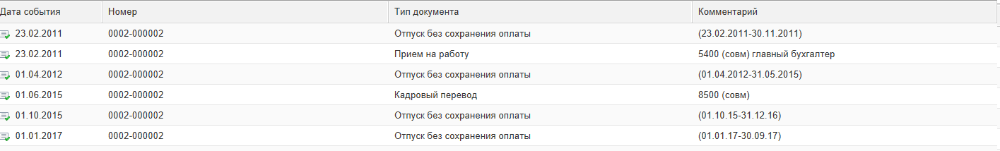 Дата события Номер Тип документа Комментарий
23.02.2011 0002-000002 Отпуск без сохранения оплаты (23.02.2011-30.11.2011)
23.02.2011 0002-000002 Прием на работу 5400 (совм) главный бухгалтер
01.04.2012 0002-000002 Отпуск без сохранения оплаты (01.04.2012-31.05.2015)
01.06.2015 0002-000002 Кадровый перевод 8500 (совм)
01.10.2015 0002-000002 Отпуск без сохранения оплаты (01.10.15-31.12.16)
01.01.2017 0002-000002 Отпуск без сохранения оплаты (01.01.17-30.09.17)